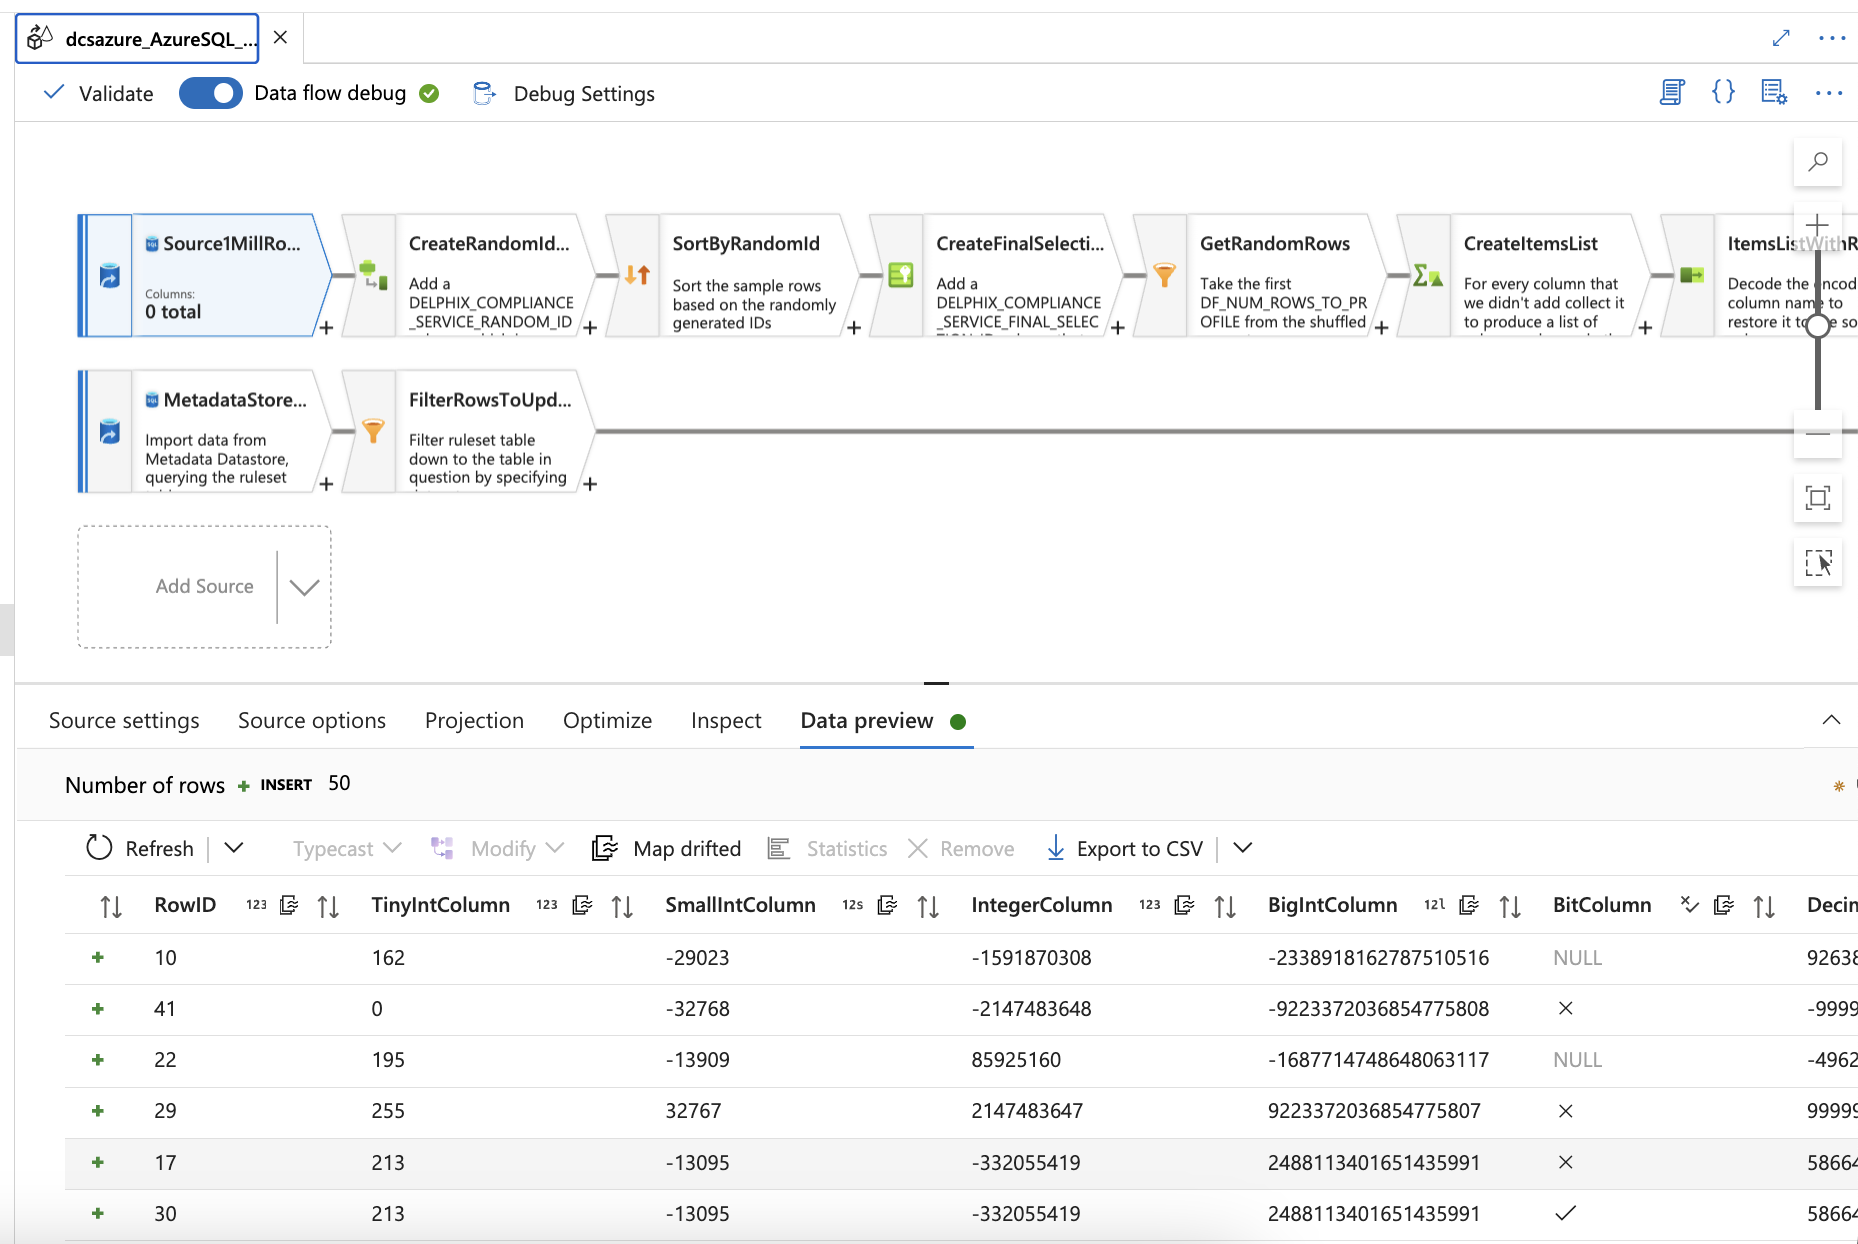 dcsazure_AzureSQL_...
Validate Data flow debug Debug Settings
Source1MillRo...
Columns:
0 total
CreateRandomId...
Add a
DELPHIX_COMPLIANCE
_SERVICE_RANDOM_ID
SortByRandomId
Sort the sample rows
based on the randomly
generated IDs
CreateFinalSelecti...
Add a
DELPHIX_COMPLIANCE
_SERVICE_FINAL_SELEC
GetRandomRows
Take the first
DF_NUM_ROWS_TO_PR
OFILE from the shuffled
CreateItemsList
For every column that
we didn't add collect it
to produce a list of
ItemsListWithR
Decode the encod
column name to
restore it to the so
MetadataStore...
Import data from
Metadata Datastore,
querying the ruleset
FilterRowsToUpd...
Filter ruleset table
down to the table in
question by specifying
Add Source
Source settings Source options Projection Optimize Inspect Data preview
Number of rows + INSERT 50
Refresh Typecast Modify Map drifted Statistics Remove Export to CSV
RowID 123 TinyIntColumn 123 SmallIntColumn 12s IntegerColumn 123 BigIntColumn 12l BitColumn Decim
10 162 -29023 -1591870308 -2338918162787510516 NULL 92638
41 0 -32768 -2147483648 -9223372036854775808 -9999
22 195 -13909 85925160 -1687714748648063117 NULL -4962
29 255 32767 2147483647 9223372036854775807 99999
17 213 -13095 -332055419 2488113401651435991 58664
30 213 -13095 -332055419 2488113401651435991 58664